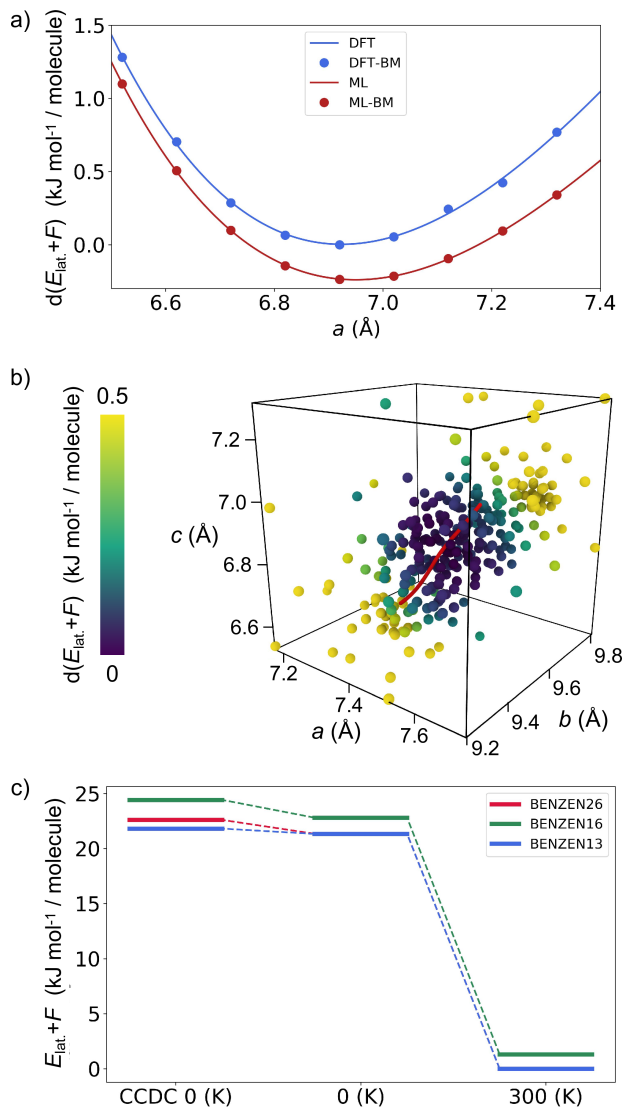 a)
d(Elat.+F) (kJ mol-1 / molecule)
1.5
1.0
0.5
0.0
DFT
DFT-BM
ML
ML-BM
6.6
6.8
7.0
7.2
7.4
a (Å)
b)
0.5
d(Elat.+F) (kJ mol-1 / molecule)
0
7.2
7.0
c (Å)
6.8
6.6
7.2
7.4
a (Å)
7.6
9.2
9.4
b (Å)
9.6
9.8
c)
Elat.+F (kJ mol-1 / molecule)
25
20
15
10
5
0
BENZEN26
BENZEN16
BENZEN13
CCDC 0 (K)
0 (K)
300 (K)